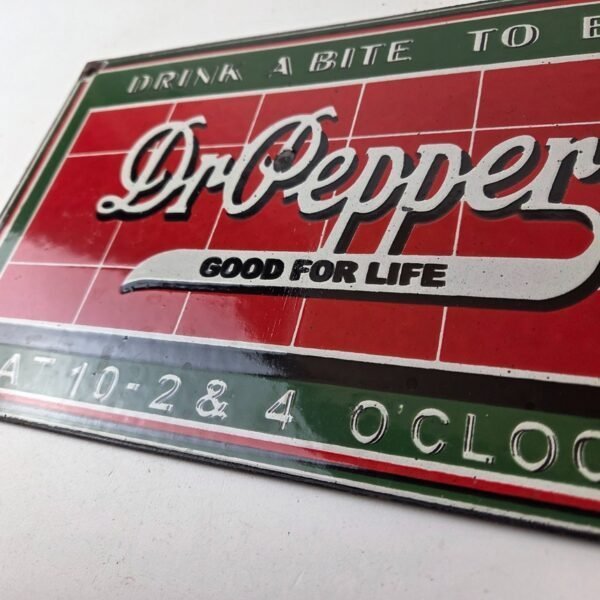 DRINK A BITE TO E
Dr Pepper
GOOD FOR LIFE
AT 10-2 & 4 O'CLOC